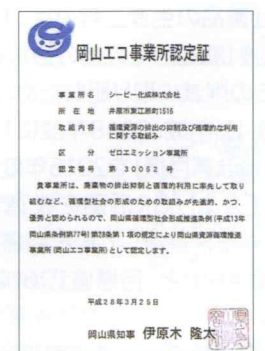 岡山エコ事業所認定証
事業所名 シーピー化成株式会社
所在地 井原市東江原町1516
取組内容 循環資源の排出の抑制及び循環的な利用
に関する取組み
区分 ゼロエミッション事業所
認定番号 第30052号
貴事業所は、廃棄物の排出抑制と循環的利用に率先して取り
組むなど、循環型社会の形成のための取組みが先進的、かつ、
優秀と認められるので、岡山県循環型社会形成推進条例(平成13年
岡山県条例第77号)第28条第1項の規定により岡山県資源循環推進
事業所(岡山エコ事業所)として認定します。
平成28年3月25日
岡山県知事 伊原木 隆太